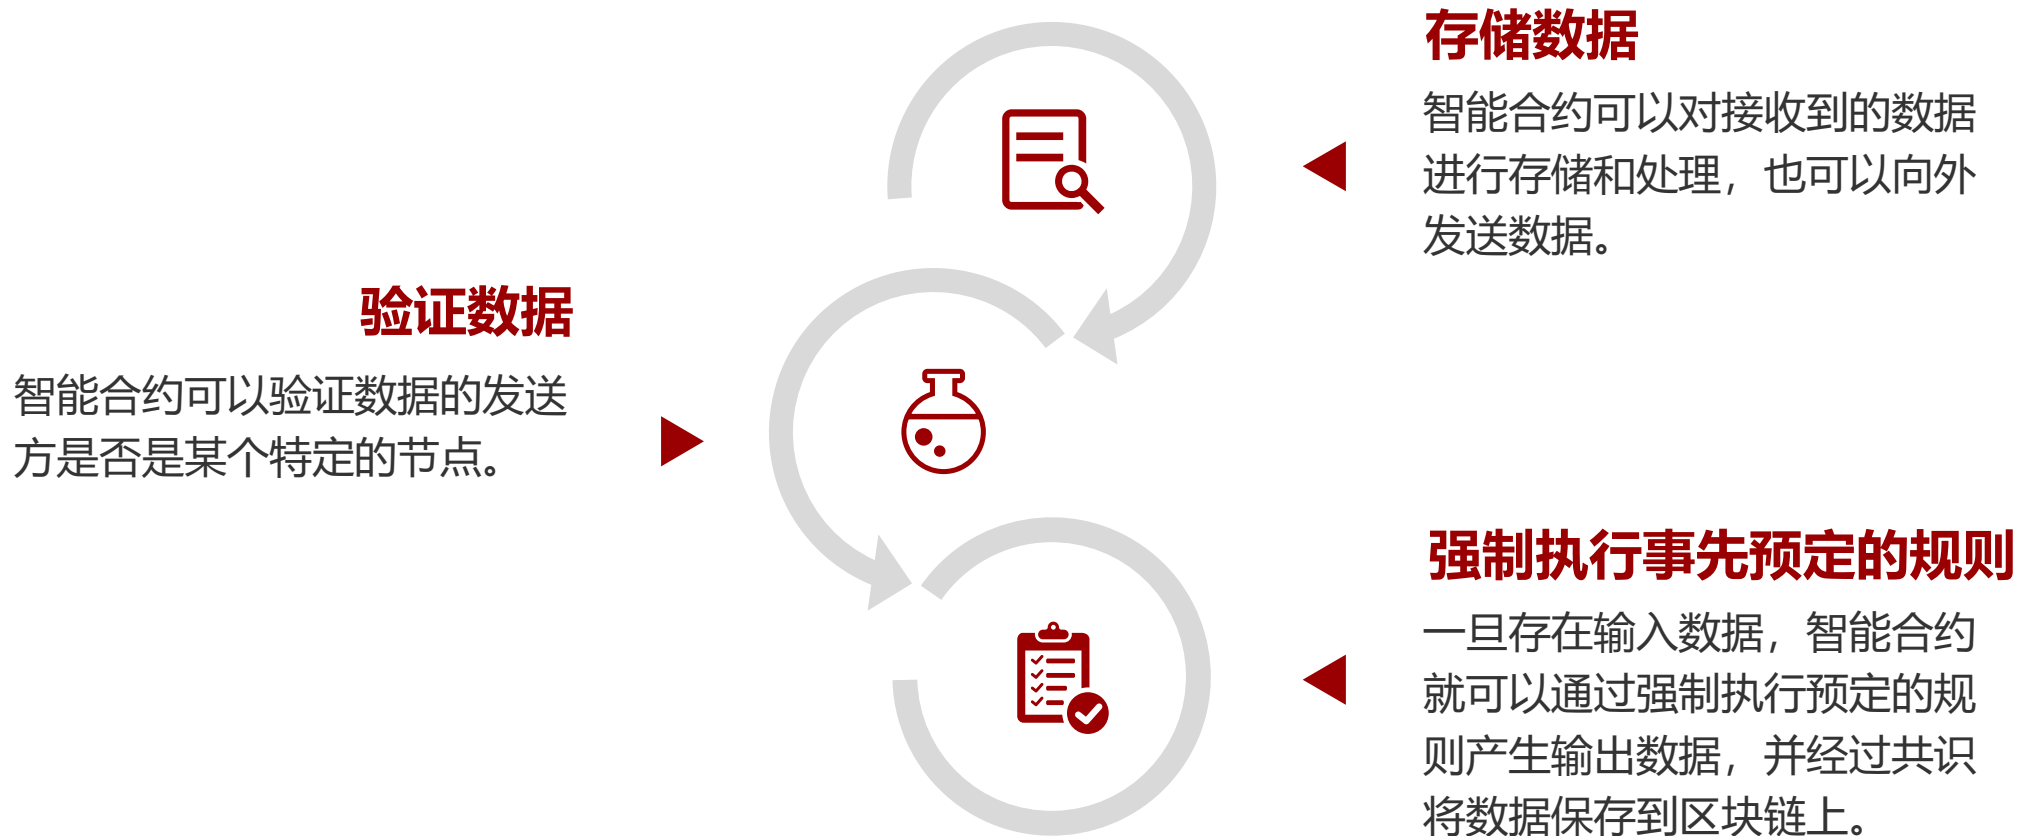 存储数据
智能合约可以对接收到的数据
进行存储和处理，也可以向外
发送数据。
验证数据
智能合约可以验证数据的发送
方是否是某个特定的节点。
强制执行事先预定的规则
一旦存在输入数据，智能合约
就可以通过强制执行预定的规
则产生输出数据，并经过共识
将数据保存到区块链上。